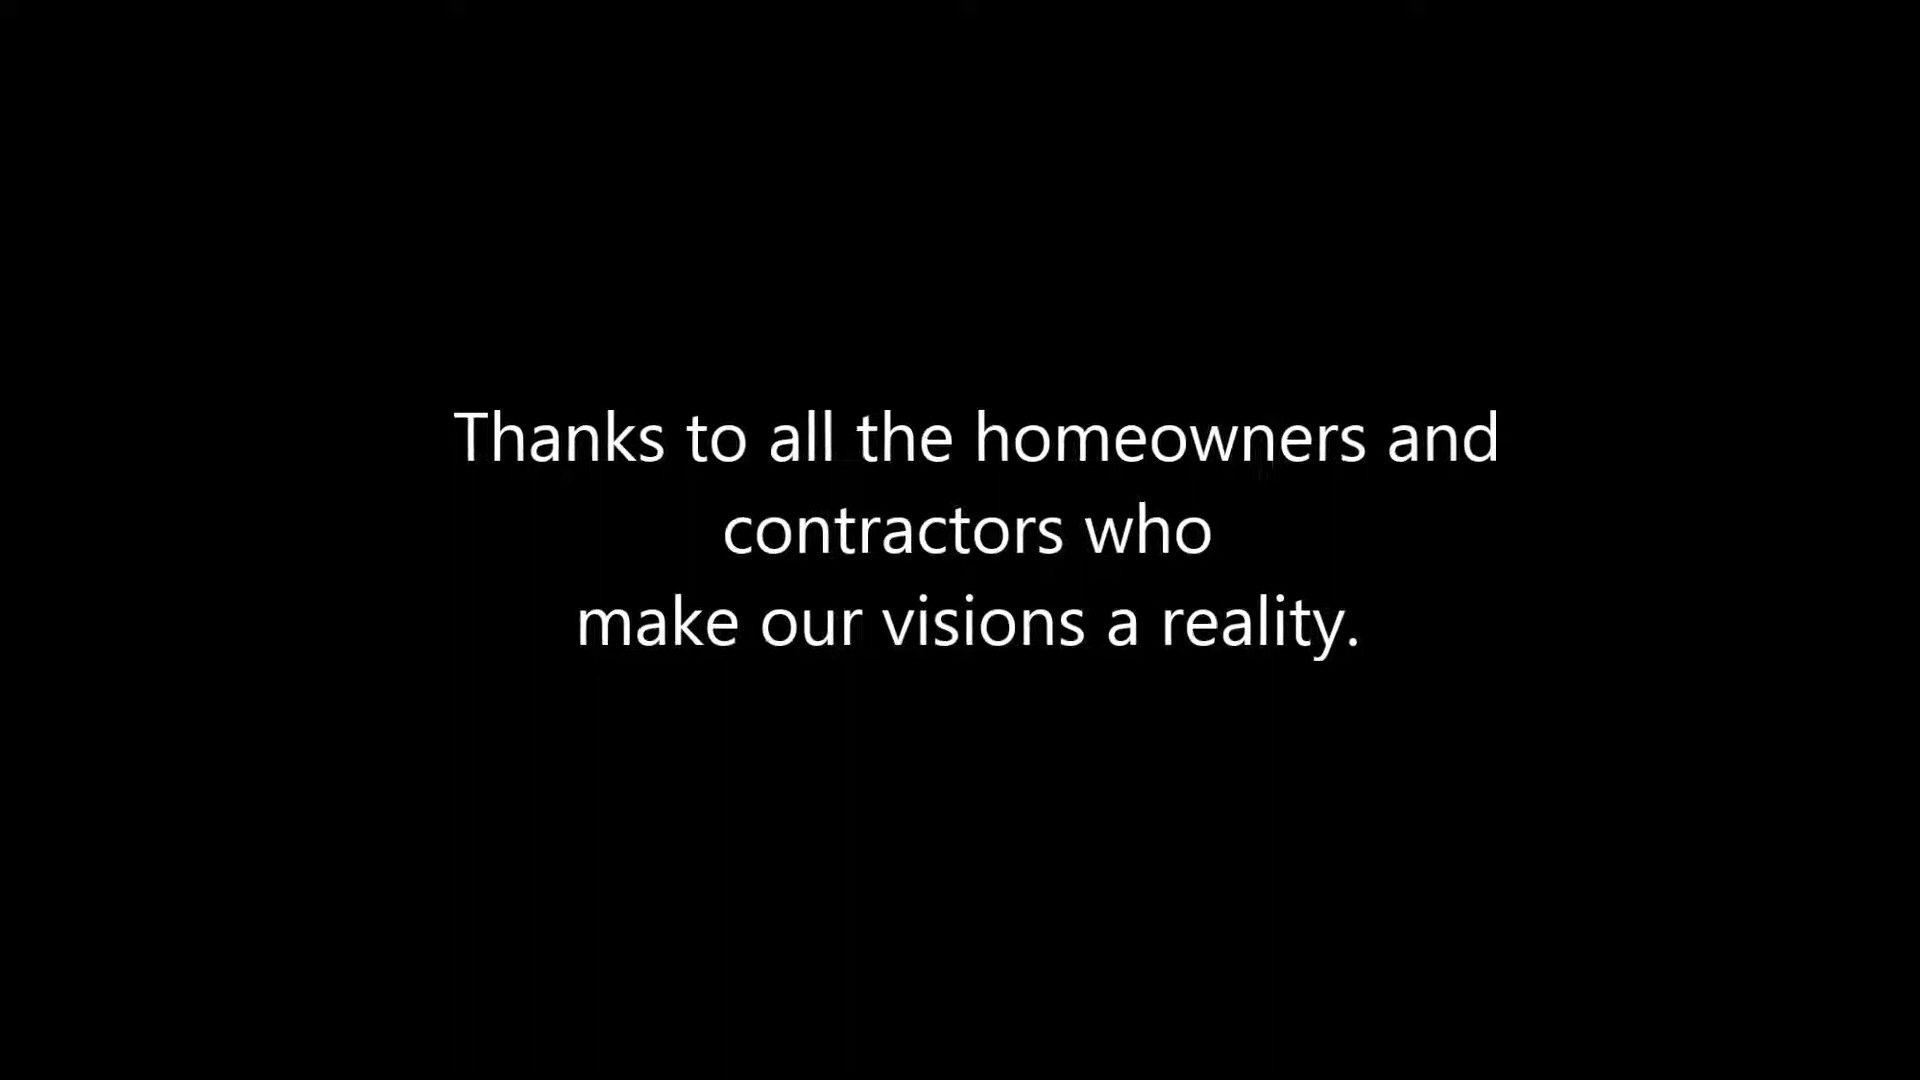 Thanks to all the homeowners and
contractors who
make our visions a reality.